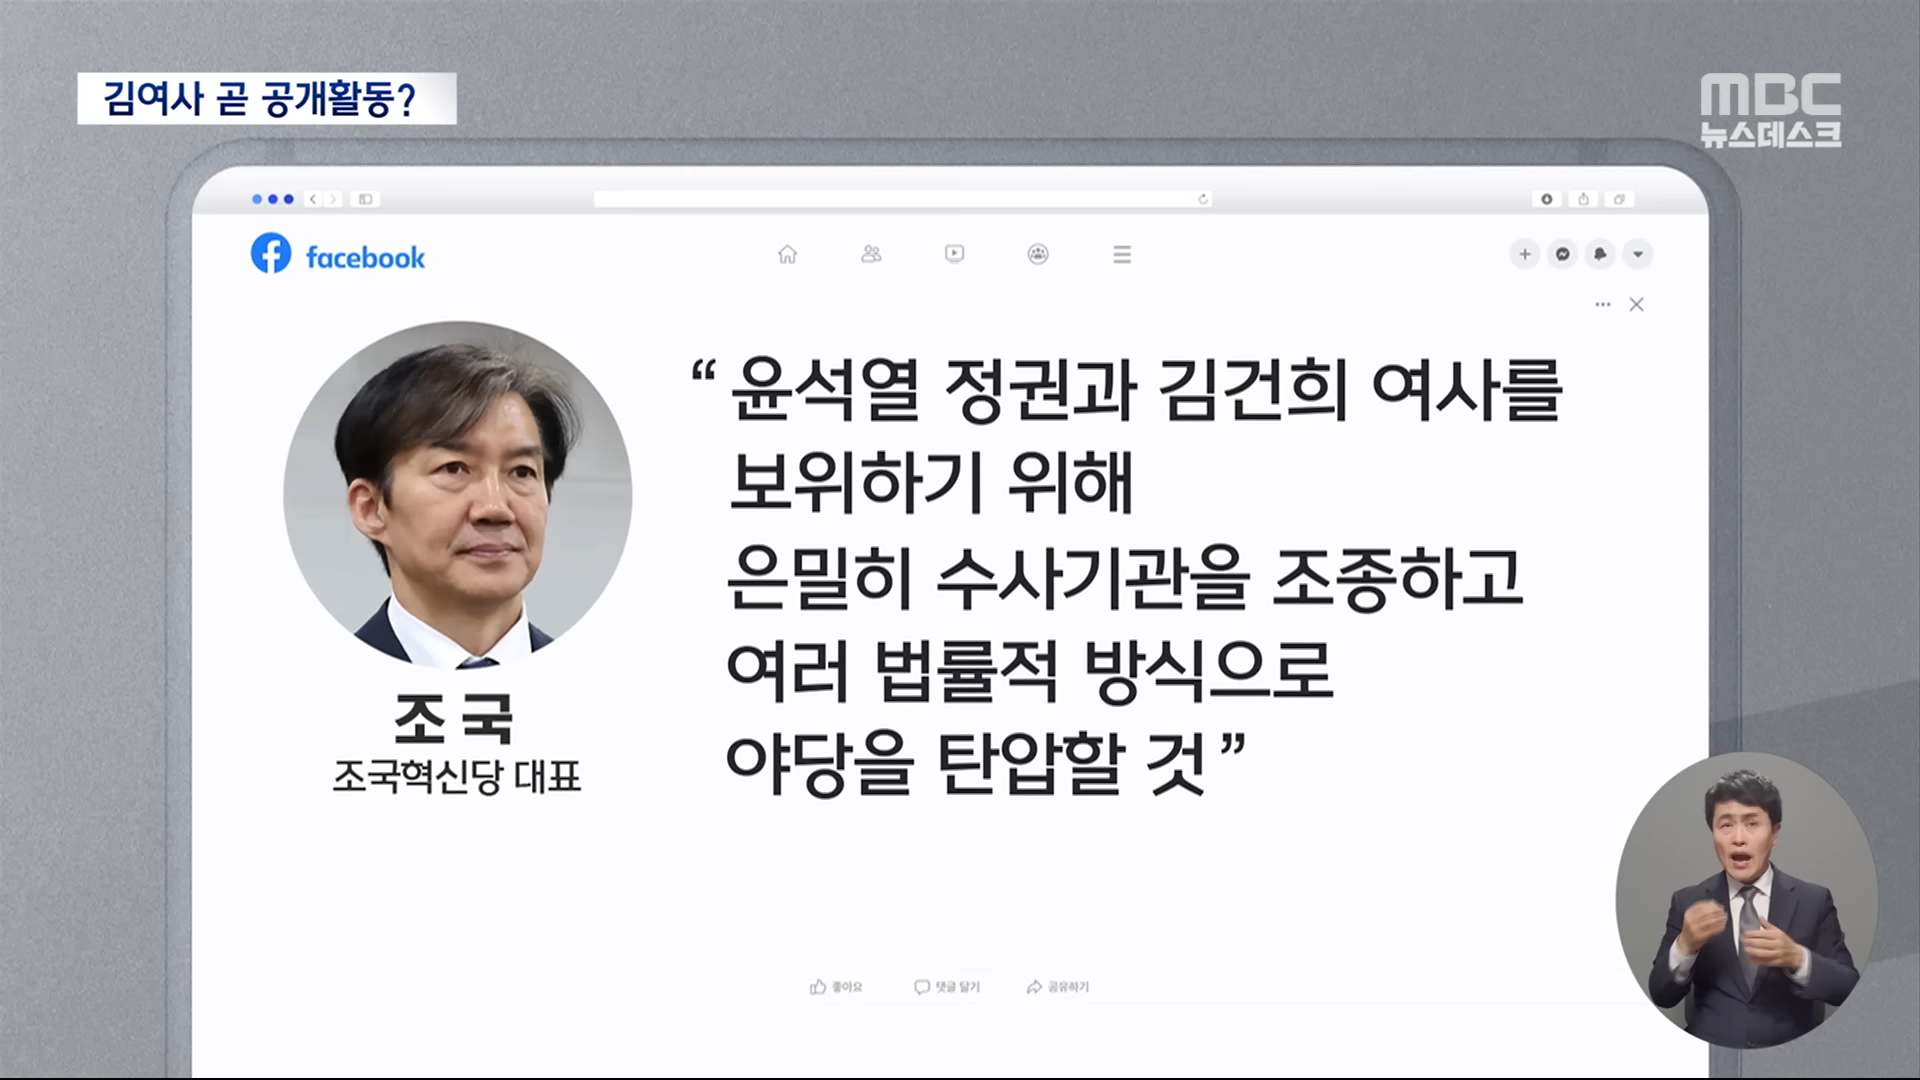 김여사 곧 공개활동?
MBC
뉴스데스크
facebook
“ 윤석열 정권과 김건희 여사를
보위하기 위해
은밀히 수사기관을 조종하고
여러 법률적 방식으로
야당을 탄압할 것 ”
조 국
조국혁신당 대표
좋아요 댓글 달기 공유하기